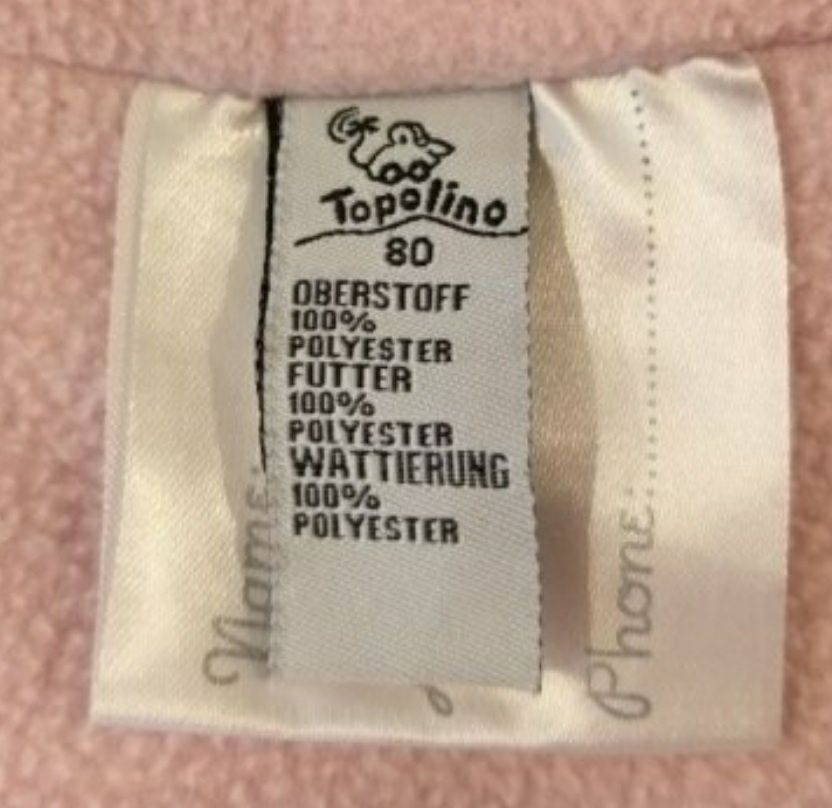 Topolino
80
OBERSTOFF
100%
POLYESTER
FUTTER
100%
POLYESTER
WATTIERUNG
100%
POLYESTER
Name:
Phone: